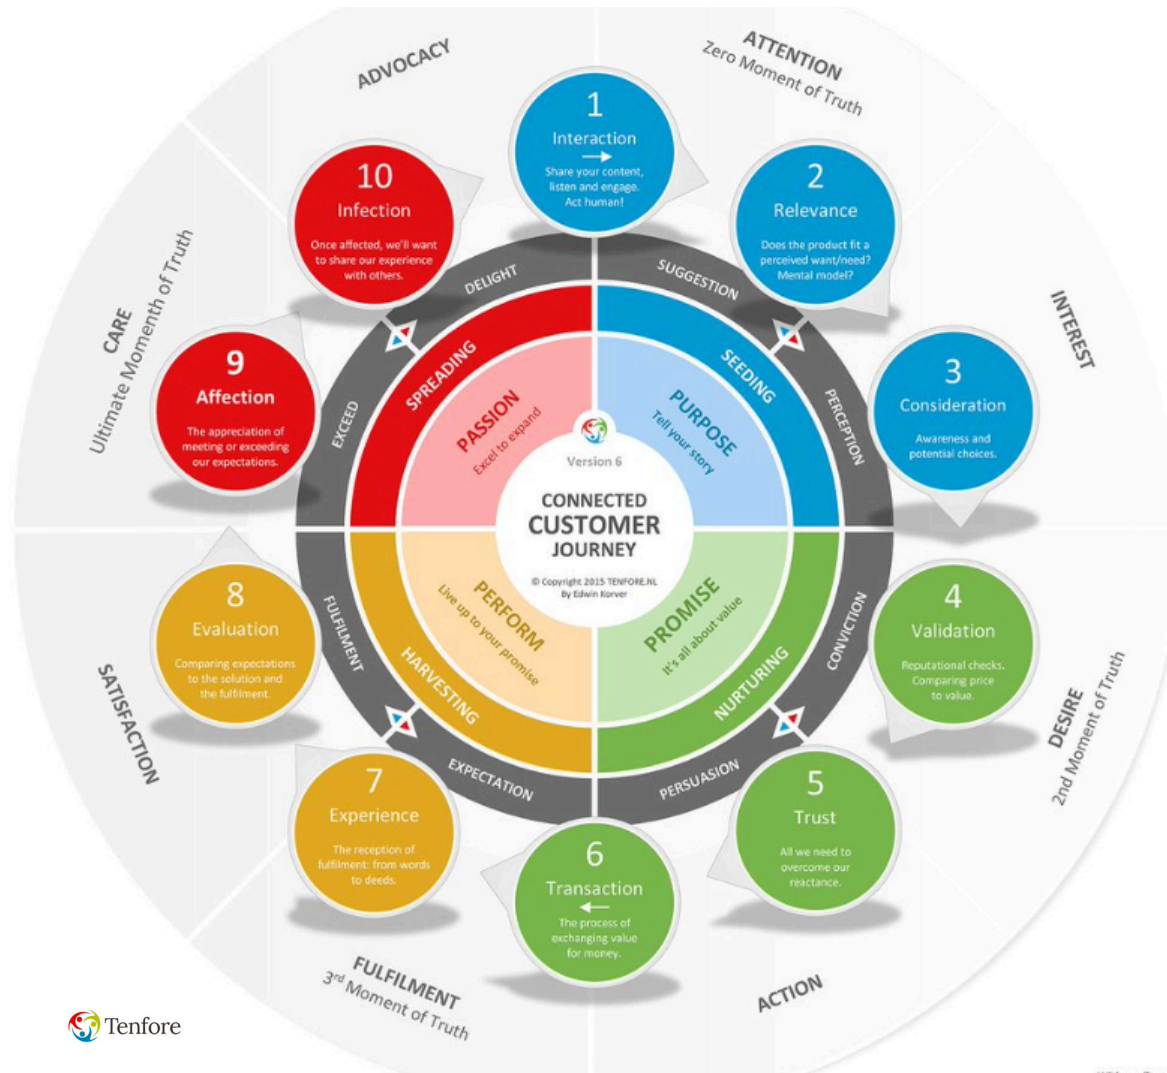 ADVOCACY
ATTENTION
Zero Moment of Truth
INTEREST
DESIRE
2nd Moment of Truth
ACTION
FULFILMENT
3rd Moment of Truth
SATISFACTION
CARE
Ultimate Momenth of Truth
1
Interaction
Share your content,
listen and engage.
Act human!
2
Relevance
Does the product fit a
perceived want/need?
Mental model?
3
Consideration
Awareness and
potential choices.
4
Validation
Reputational checks.
Comparing price
to value.
5
Trust
All we need to
overcome our
reactance.
6
Transaction
The process of
exchanging value
for money.
7
Experience
The reception of
fulfilment: from words
to deeds.
8
Evaluation
Comparing expectations
to the solution and
the fulfilment.
9
Affection
The appreciation of
meeting or exceeding
our expectations.
10
Infection
Once affected, we'll want
to share our experience
with others.
SUGGESTION
PERCEPTION
CONVICTION
PERSUASION
EXPECTATION
FULFILMENT
EXCEED
DELIGHT
SEEDING
NURTURING
HARVESTING
SPREADING
PURPOSE
Tell your story
PROMISE
It's all about value
PERFORM
Live up to your promise
PASSION
Excel to expand
Version 6
CONNECTED
CUSTOMER
JOURNEY
© Copyright 2015 TENFORE.NL
By Edwin Korver
Tenfore